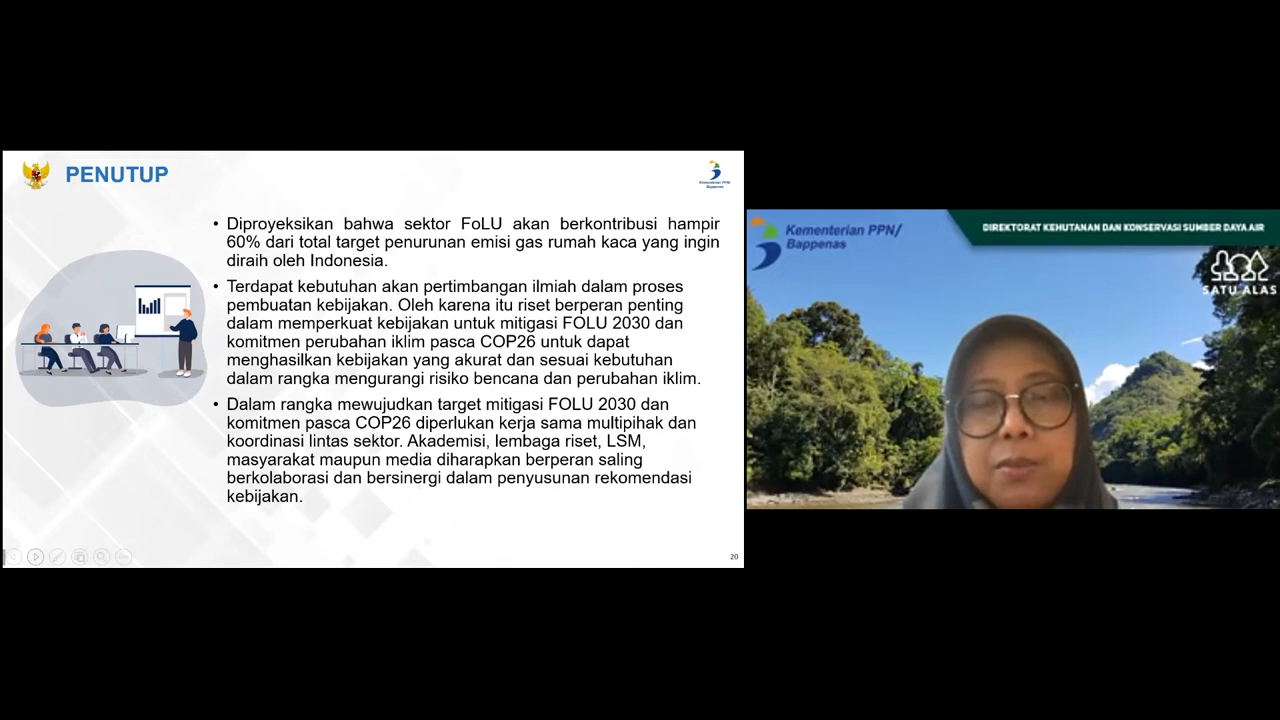 PENUTUP
Kementerian PPN/
Bappenas
• Diproyeksikan bahwa sektor FoLU akan berkontribusi hampir
60% dari total target penurunan emisi gas rumah kaca yang ingin
diraih oleh Indonesia.
• Terdapat kebutuhan akan pertimbangan ilmiah dalam proses
pembuatan kebijakan. Oleh karena itu riset berperan penting
dalam memperkuat kebijakan untuk mitigasi FOLU 2030 dan
komitmen perubahan iklim pasca COP26 untuk dapat
menghasilkan kebijakan yang akurat dan sesuai kebutuhan
dalam rangka mengurangi risiko bencana dan perubahan iklim.
• Dalam rangka mewujudkan target mitigasi FOLU 2030 dan
komitmen pasca COP26 diperlukan kerja sama multipihak dan
koordinasi lintas sektor. Akademisi, lembaga riset, LSM,
masyarakat maupun media diharapkan berperan saling
berkolaborasi dan bersinergi dalam penyusunan rekomendasi
kebijakan.
20
Kementerian PPN/
Bappenas
DIREKTORAT KEHUTANAN DAN KONSERVASI SUMBER DAYA AIR
SATU ALAS